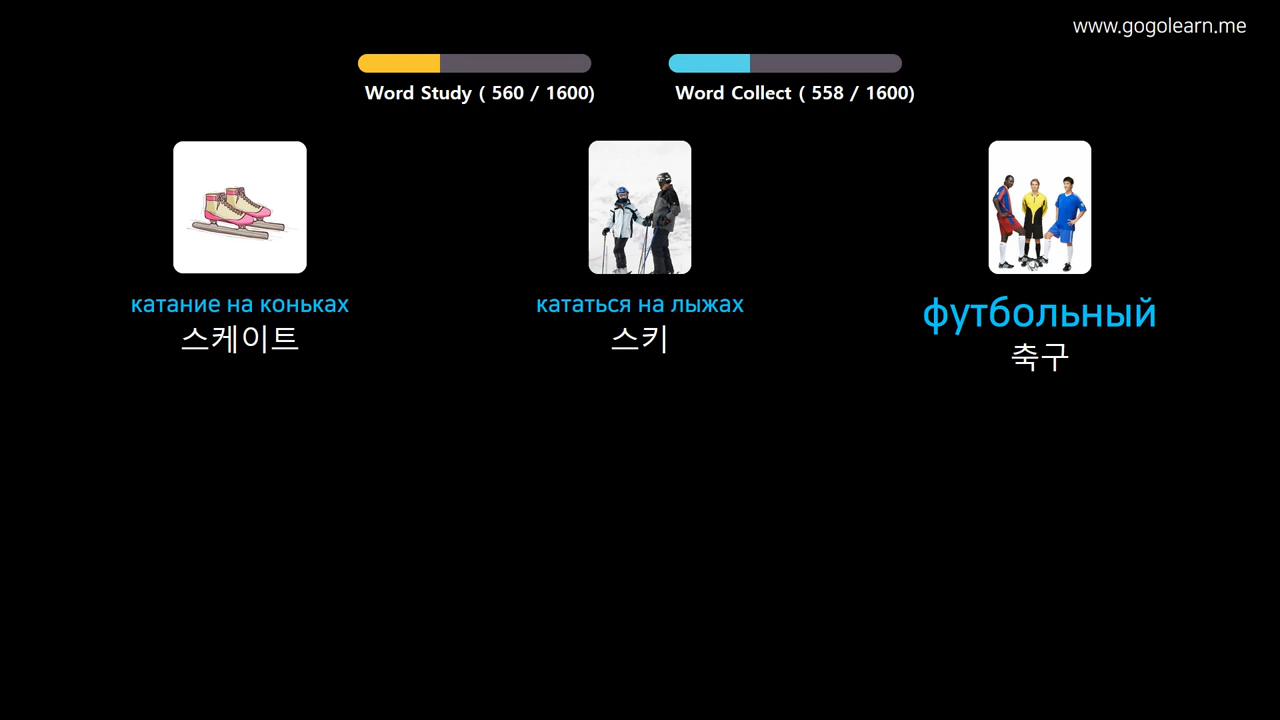 www.gogolearn.me
Word Study ( 560 / 1600)
Word Collect ( 558 / 1600)
катание на коньках
스케이트
кататься на лыжах
스키
футбольный
축구